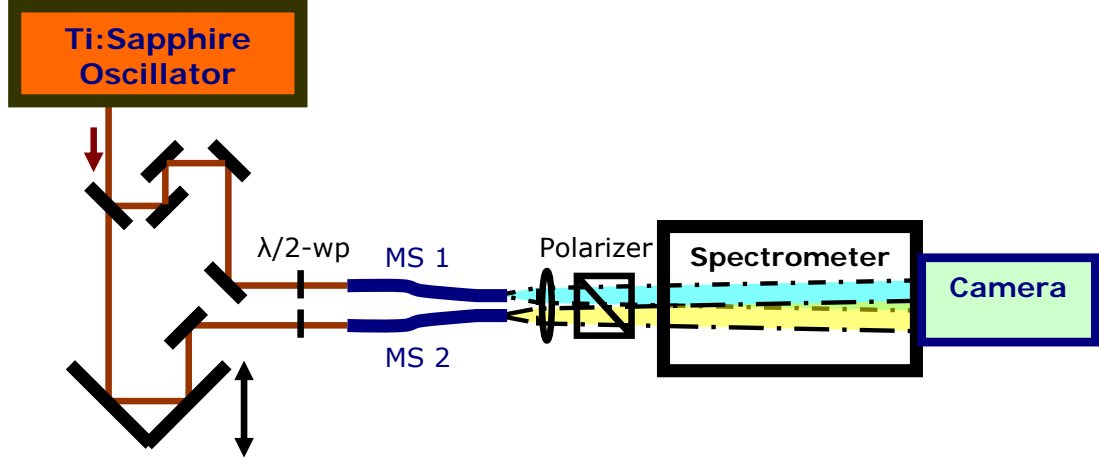 Ti:Sapphire
Oscillator
λ/2-wp
MS 1
Polarizer
Spectrometer
Camera
MS 2